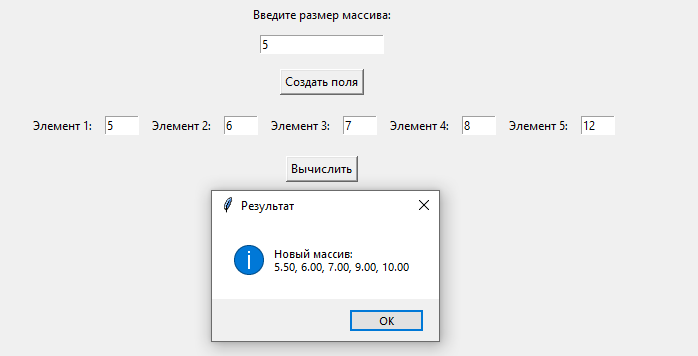 Введите размер массива:
5
Создать поля
Элемент 1: 5 Элемент 2: 6 Элемент 3: 7 Элемент 4: 8 Элемент 5: 12
Вычислить
Результат
Новый массив:
5.50, 6.00, 7.00, 9.00, 10.00
OK